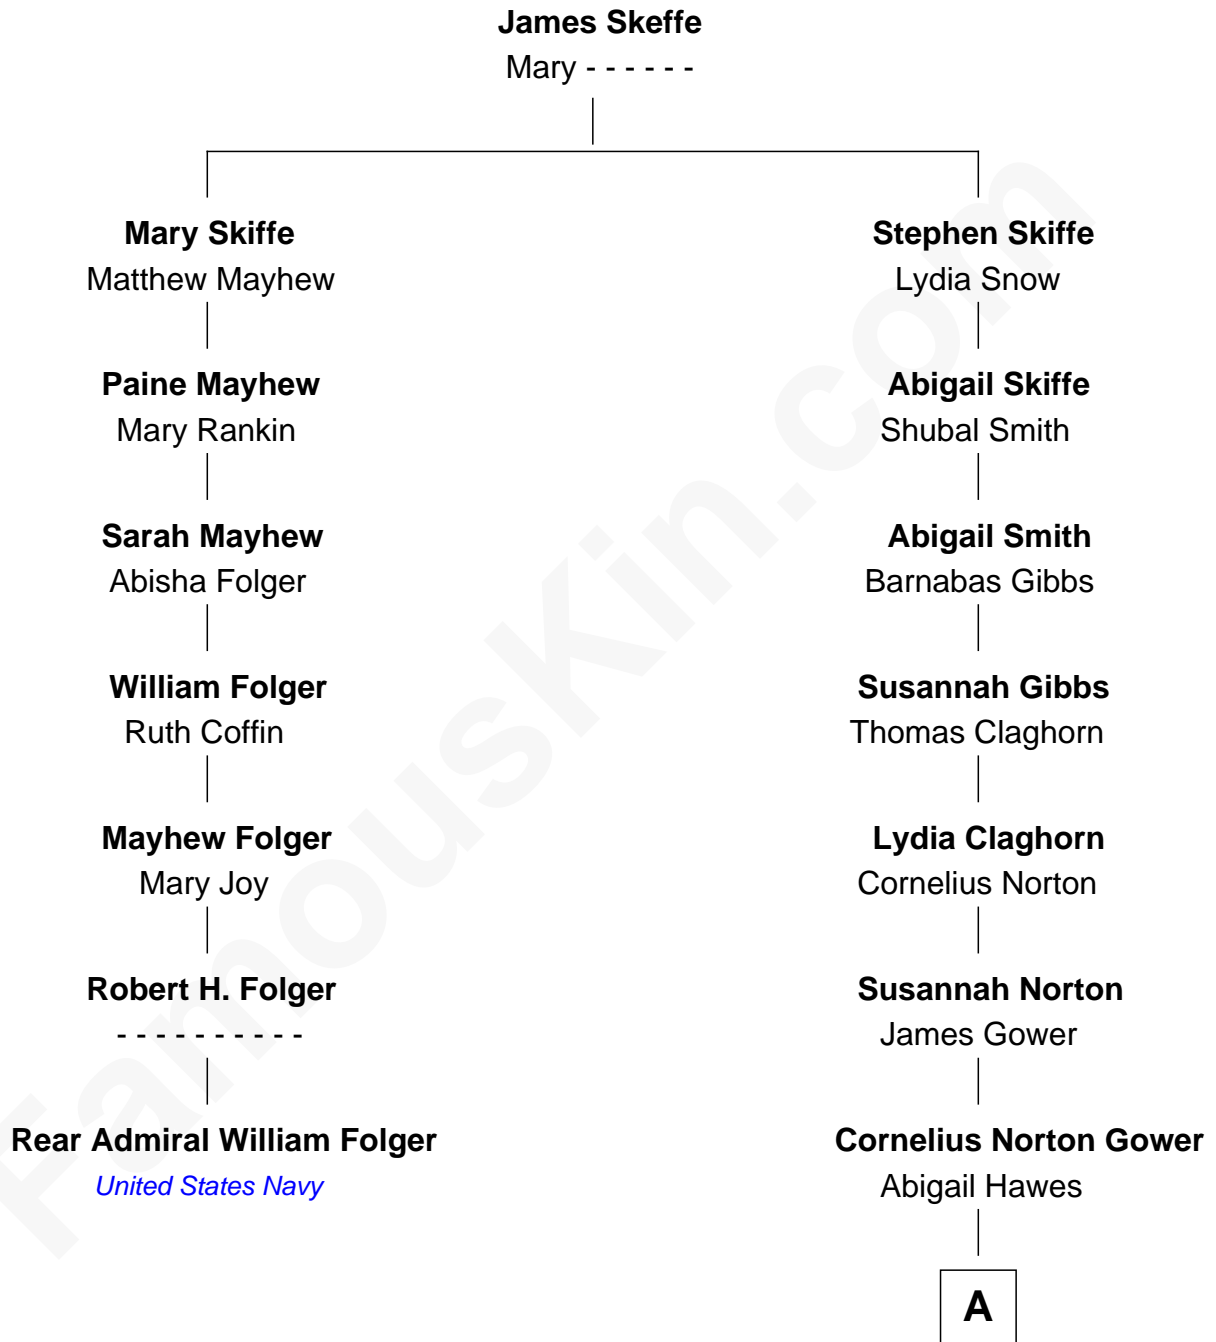 James Skeffe
Mary - - - - - -
Mary Skiffe
Matthew Mayhew
Stephen Skiffe
Lydia Snow
Paine Mayhew
Mary Rankin
Abigail Skiffe
Shubal Smith
Sarah Mayhew
Abisha Folger
Abigail Smith
Barnabas Gibbs
William Folger
Ruth Coffin
Susannah Gibbs
Thomas Claghorn
Mayhew Folger
Mary Joy
Lydia Claghorn
Cornelius Norton
Robert H. Folger
- - - - - - - - - -
Susannah Norton
James Gower
Rear Admiral William Folger
United States Navy
Cornelius Norton Gower
Abigail Hawes
A
FamousKin.com